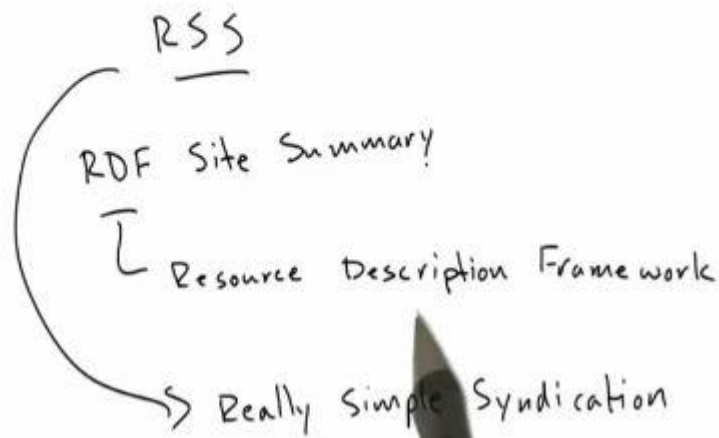 RSS
RDF Site Summary
Resource Description Framework
Really Simple Syndication